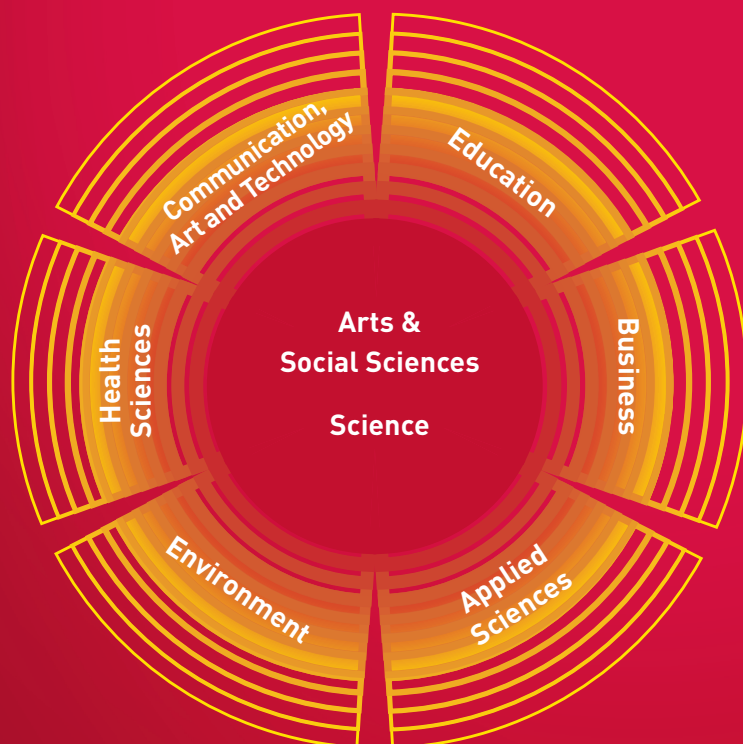 Communication,
Art and Technology
Education
Arts &
Social Sciences
Science
Business
Health
Sciences
Environment
Applied
Sciences